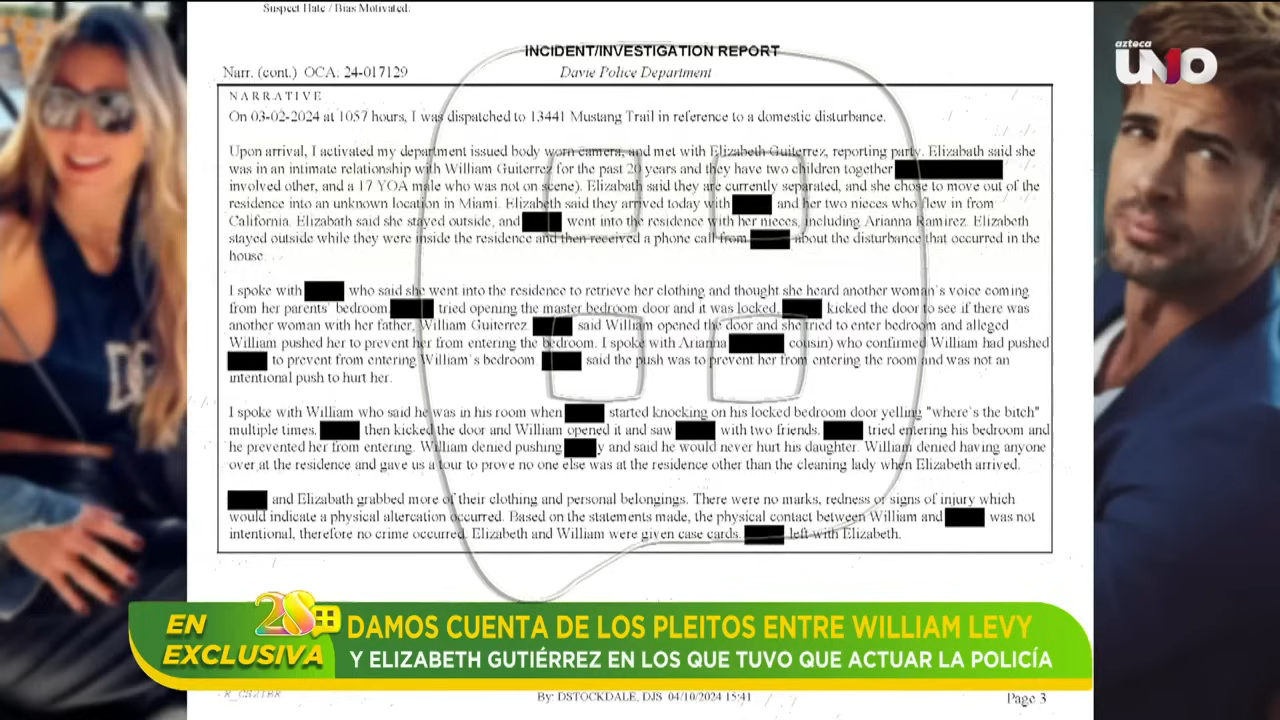 Suspect Hate / Bias Motivated.
INCIDENT/INVESTIGATION REPORT
Narr. (cont.) OCA: 24-017129
Davie Police Department
NARRATIVE
On 03-02-2024 at 1057 hours, I was dispatched to 13441 Mustang Trail in reference to a domestic disturbance.
Upon arrival, I activated my department issued body worn camera, and met with Elizabeth Guiterrez, reporting party. Elizabath said she
was in an intimate relationship with William Guiterrez for the past 20 years and they have two children together
involved other, and a 17 YOA male who was not on scene). Elizabath said they are currently separated, and she chose to move out of the
residence into an unknown location in Miami. Elizabeth said they arrived today with and her two nieces who flew in from
California. Elizabath said she stayed outside, and went into the residence with her nieces, including Arianna Ramirez. Elizabeth
stayed outside while they were inside the residence and then received a phone call from about the disturbance that occurred in the
house.
I spoke with who said she went into the residence to retrieve her clothing and thought she heard another woman's voice coming
from her parents' bedroom. tried opening the master bedroom door and it was locked. kicked the door to see if there was
another woman with her father, William Guiterrez. said William opened the door and she tried to enter bedroom and alleged
William pushed her to prevent her from entering the bedroom. I spoke with Arianna cousin) who confirmed William had pushed
to prevent from entering William's bedroom said the push was to prevent her from entering the room and was not an
intentional push to hurt her.
I spoke with William who said he was in his room when started knocking on his locked bedroom door yelling "where's the bitch"
multiple times. then kicked the door and William opened it and saw with two friends. tried entering his bedroom and
he prevented her from entering. William denied pushing y and said he would never hurt his daughter. William denied having anyone
over at the residence and gave us a tour to prove no one else was at the residence other than the cleaning lady when Elizabeth arrived.
and Elizabath grabbed more of their clothing and personal belongings. There were no marks, redness or signs of injury which
would indicate a physical altercation occurred. Based on the statements made, the physical contact between William and was not
intentional, therefore no crime occurred. Elizabeth and William were given case cards. left with Elizabeth.
R_CS2IBR
By: DSTOCKDALE, DJS 04/10/2024 15:41
Page 3
azteca
UNO
EN
EXCLUSIVA
20
DAMOS CUENTA DE LOS PLEITOS ENTRE WILLIAM LEVY
Y ELIZABETH GUTIÉRREZ EN LOS QUE TUVO QUE ACTUAR LA POLICÍA